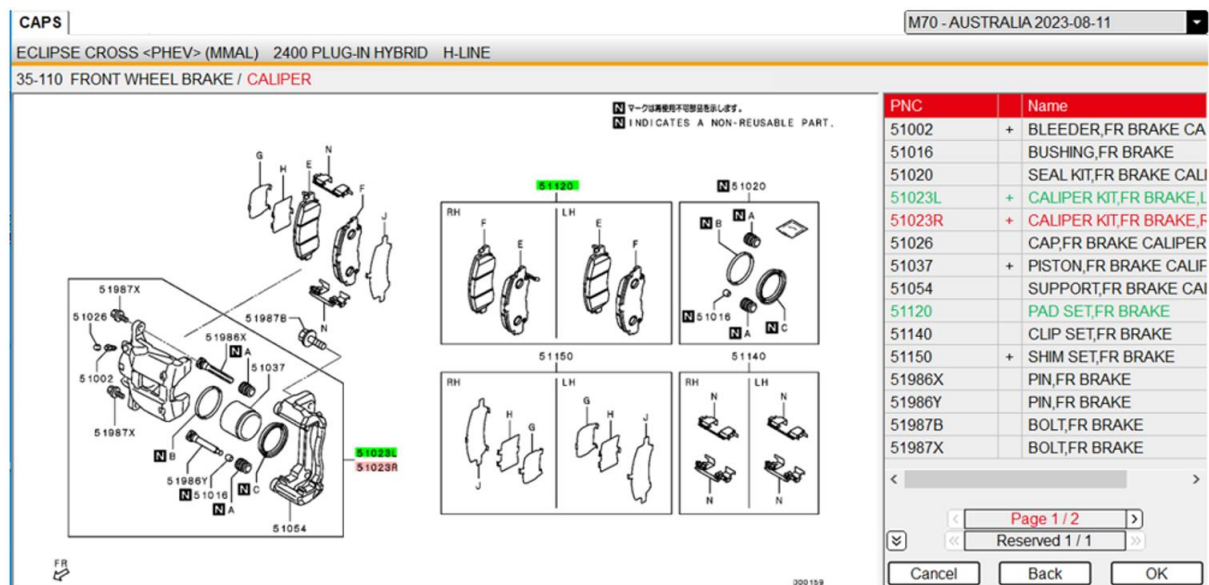 CAPS
M70 - AUSTRALIA 2023-08-11
ECLIPSE CROSS <PHEV> (MMAL) 2400 PLUG-IN HYBRID H-LINE
35-110 FRONT WHEEL BRAKE / CALIPER
N マークは再使用不可部品を示します。
N INDICATES A NON-REUSABLE PART.
G
H
E
N
F
J
N
51987X
51026
51002
51987X
51986X
N A
51987B
51037
N B
51986Y
N 51016
N A
N C
51054
51023L
51023R
51120
RH
F
E
LH
E
F
N 51020
N B
N A
N 51016
N A
N C
51150
RH
J
H
G
LH
G
H
J
51140
RH
N
N
LH
N
N
FR
000159
PNC Name
51002 + BLEEDER,FR BRAKE CA
51016 BUSHING,FR BRAKE
51020 SEAL KIT,FR BRAKE CALI
51023L + CALIPER KIT,FR BRAKE,L
51023R + CALIPER KIT,FR BRAKE,R
51026 CAP,FR BRAKE CALIPER
51037 + PISTON,FR BRAKE CALIF
51054 SUPPORT,FR BRAKE CAI
51120 PAD SET,FR BRAKE
51140 CLIP SET,FR BRAKE
51150 + SHIM SET,FR BRAKE
51986X PIN,FR BRAKE
51986Y PIN,FR BRAKE
51987B BOLT,FR BRAKE
51987X BOLT,FR BRAKE
Page 1 / 2
Reserved 1 / 1
Cancel Back OK